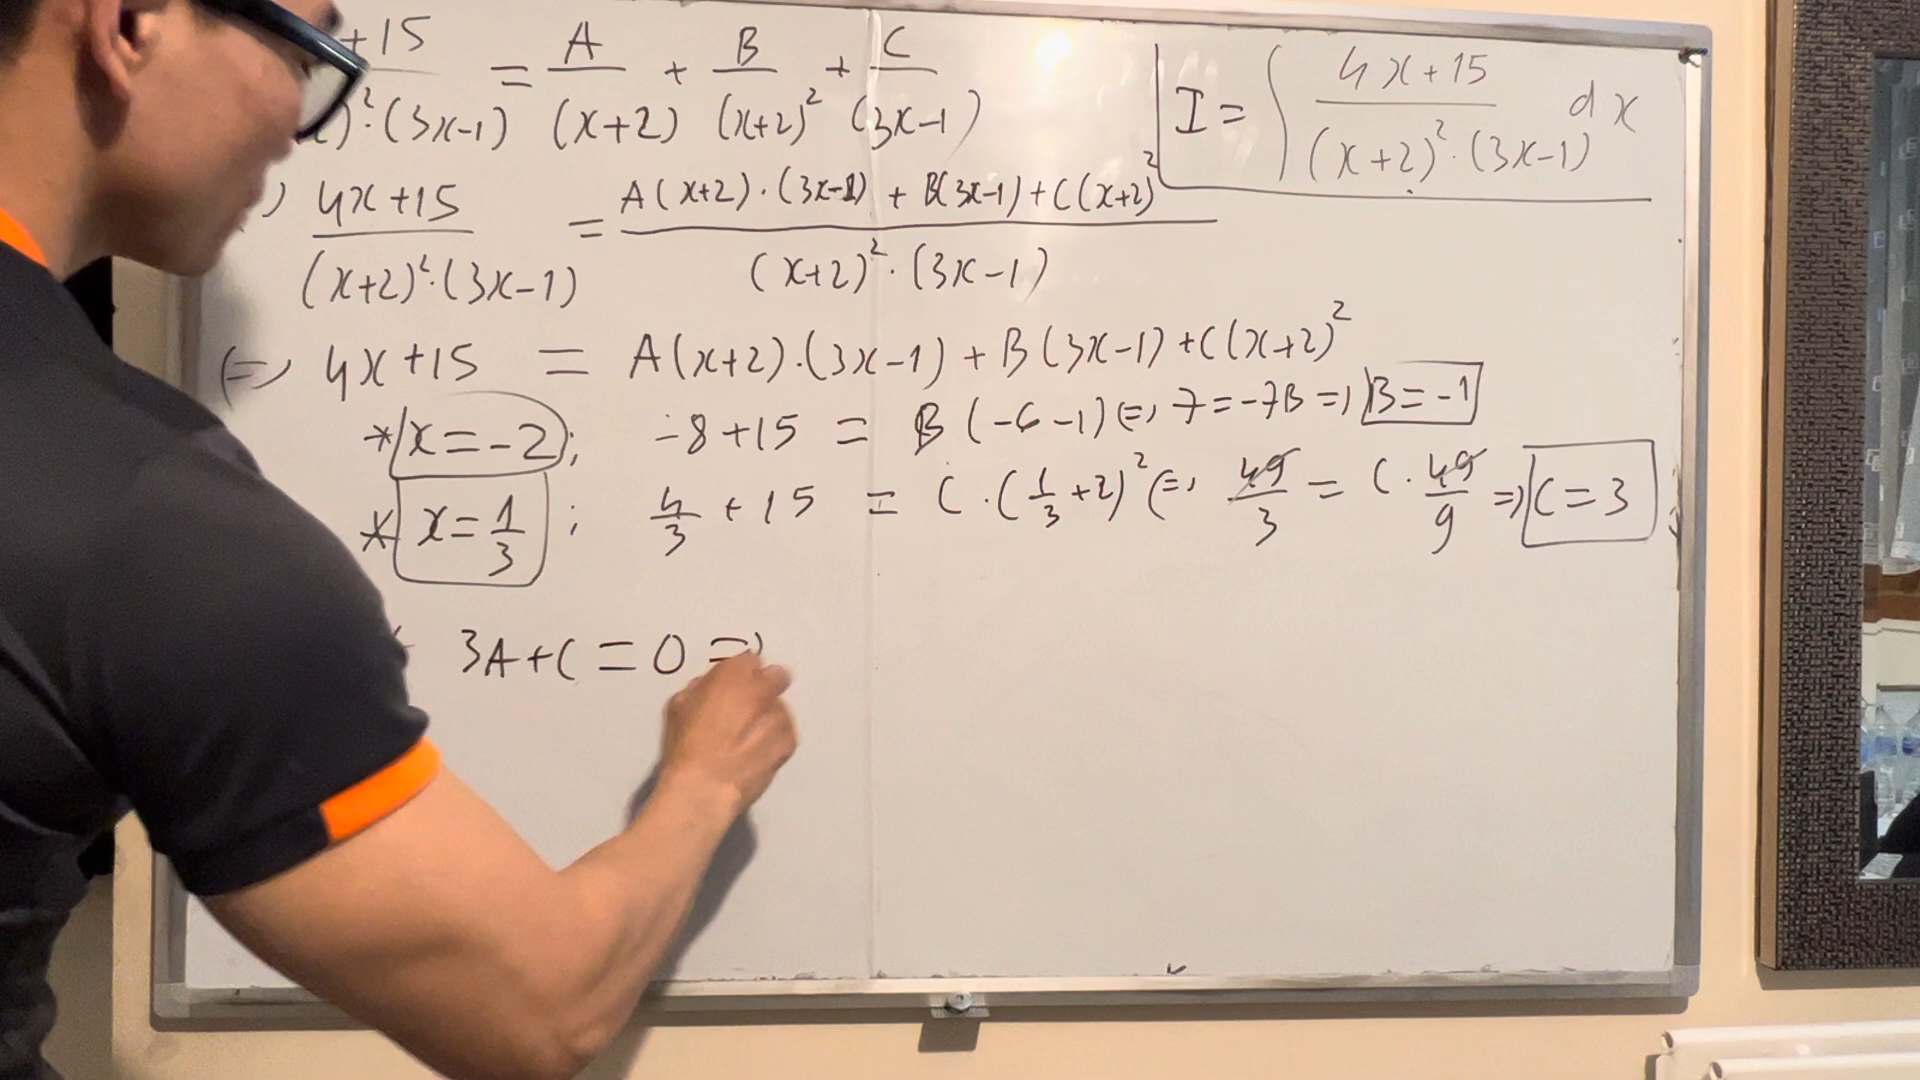 +15 / )²·(3x-1) = A/(x+2) + B/(x+2)² + C/(3x-1)
I = ∫ 4x+15 / (x+2)²·(3x-1) dx
4x+15 / (x+2)²·(3x-1) = A(x+2)·(3x-1) + B(3x-1) + C(x+2)² / (x+2)²·(3x-1)
(=) 4x+15 = A(x+2)·(3x-1) + B(3x-1) + C(x+2)²
* x=-2; -8+15 = B(-6-1) (=) 7=-7B => B=-1
* x=1/3; 4/3+15 = C·(1/3+2)² (=) 49/3 = C·49/9 => C=3
3A+C=0 =>